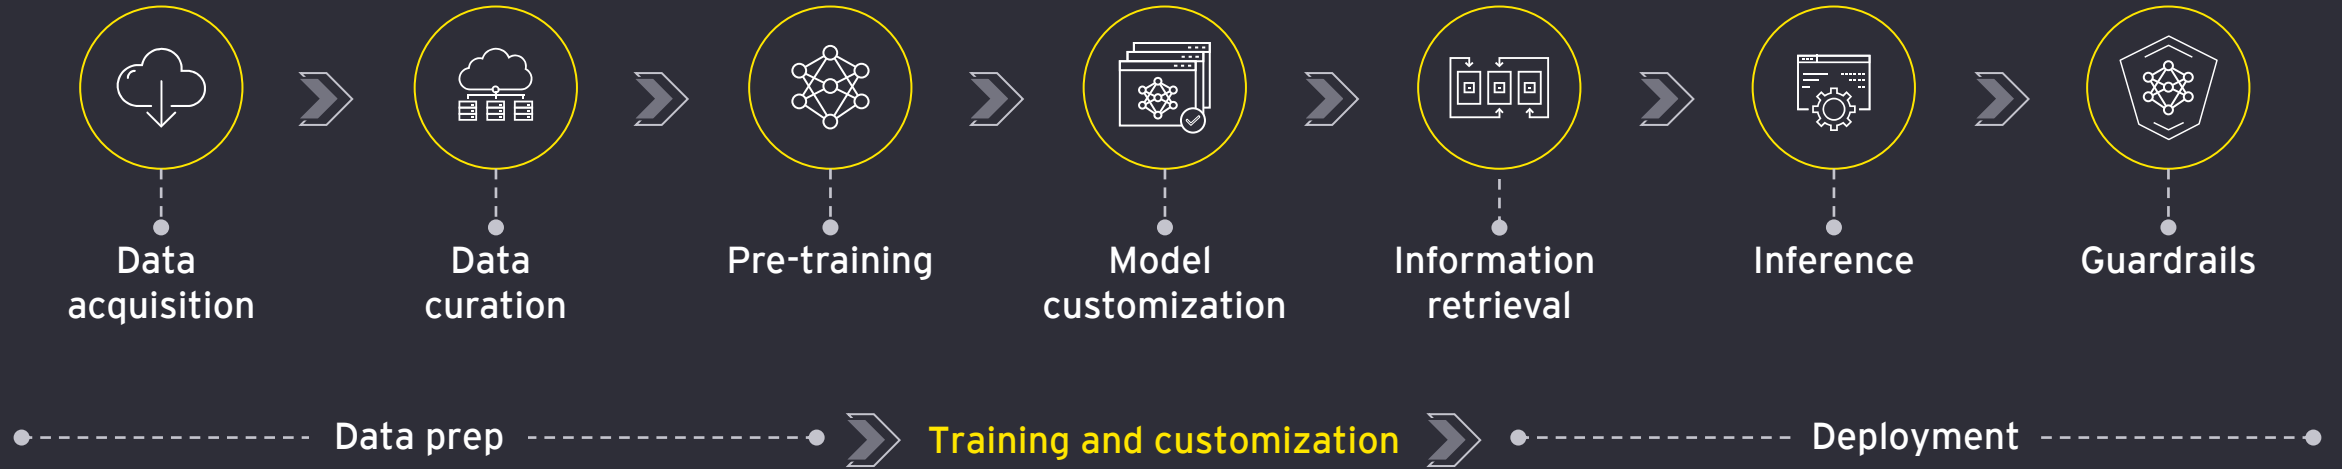 Data
acquisition
Data
curation
Pre-training
Model
customization
Information
retrieval
Inference
Guardrails
Data prep
Training and customization
Deployment